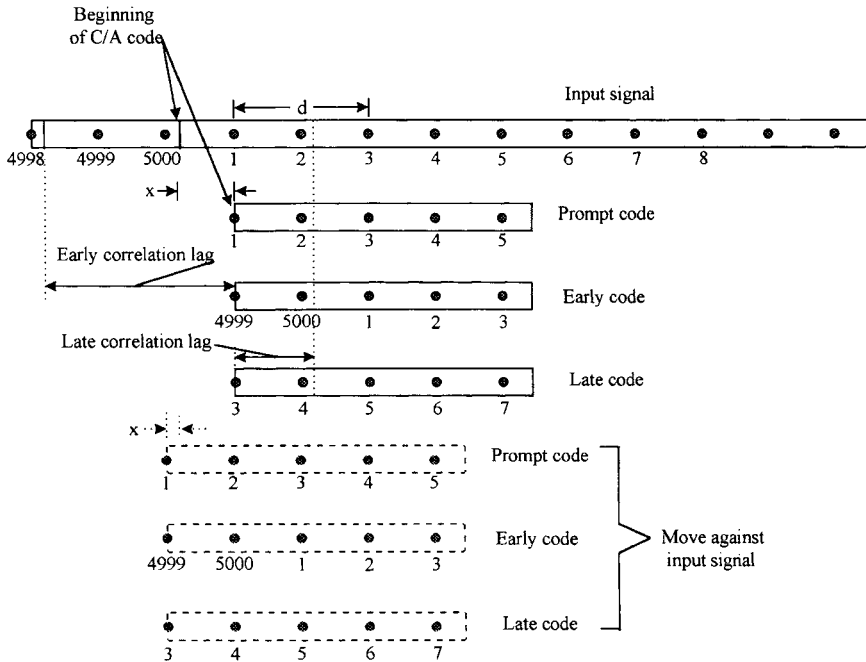 Beginning
of C/A code
d
Input signal
4998 4999 5000 1 2 3 4 5 6 7 8
x
Prompt code
1 2 3 4 5
Early correlation lag
Early code
4999 5000 1 2 3
Late correlation lag
Late code
3 4 5 6 7
x
Prompt code
1 2 3 4 5
Early code
4999 5000 1 2 3
Move against
input signal
Late code
3 4 5 6 7